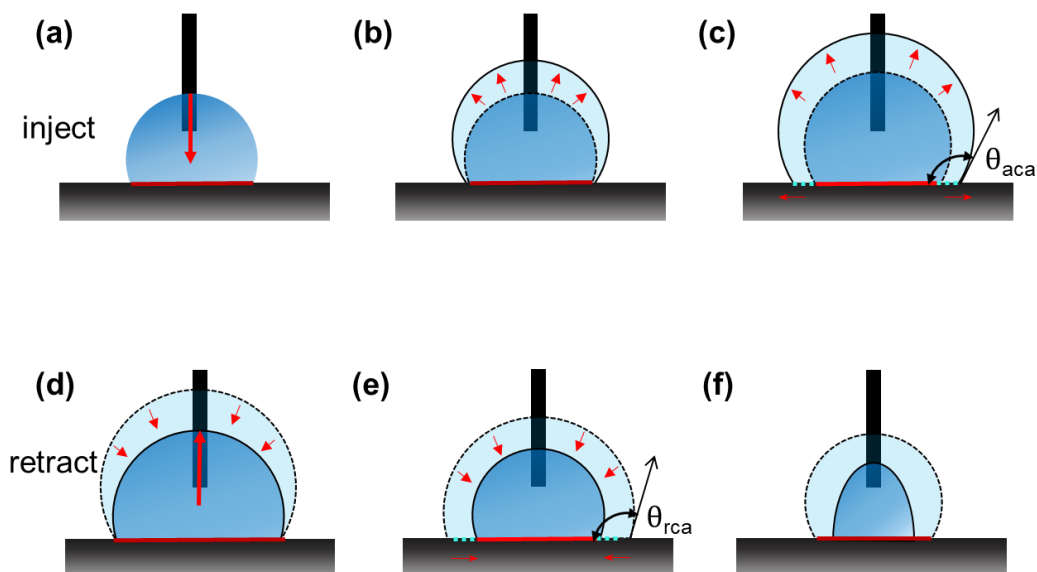 (a)
(b)
(c)
inject
θaca
(d)
(e)
(f)
retract
θrca